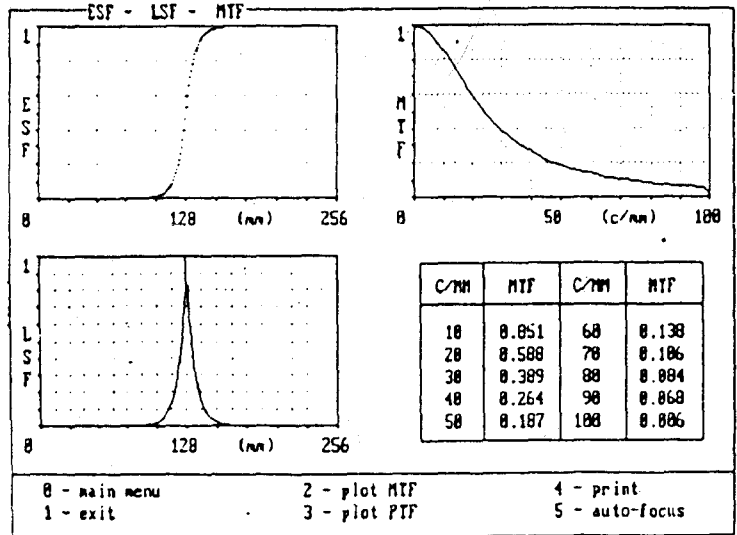 ESF - LSF - MTF
1
ESF
0 128 (mm) 256
1
MTF
0 50 (c/mm) 100
1
LSF
0 128 (mm) 256
C/MM MTF C/MM MTF
10 0.851 60 0.138
20 0.588 70 0.106
30 0.389 80 0.084
40 0.264 90 0.068
50 0.187 100 0.006
0 - main menu 2 - plot MTF 4 - print
1 - exit 3 - plot PTF 5 - auto-focus